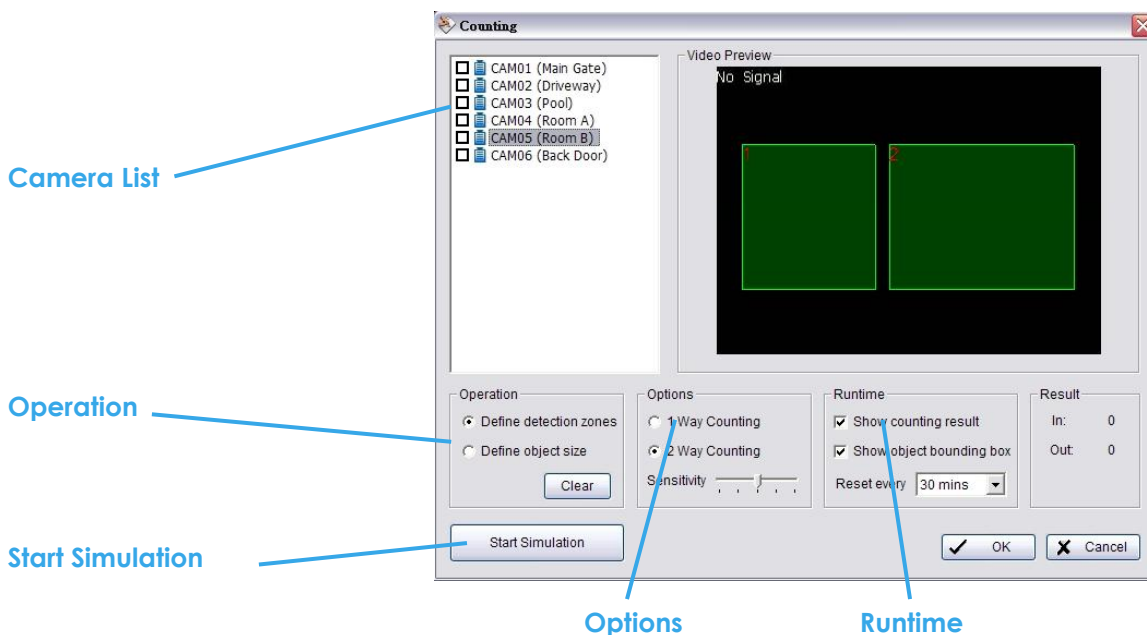 Counting
CAM01 (Main Gate)
CAM02 (Driveway)
CAM03 (Pool)
CAM04 (Room A)
CAM05 (Room B)
CAM06 (Back Door)
Video Preview
No Signal
1
2
Camera List
Operation
Operation
Define detection zones
Define object size
Clear
Options
1 Way Counting
2 Way Counting
Sensitivity
Runtime
Show counting result
Show object bounding box
Reset every 30 mins
Result
In: 0
Out: 0
Start Simulation
Start Simulation
OK
Cancel
Options
Runtime